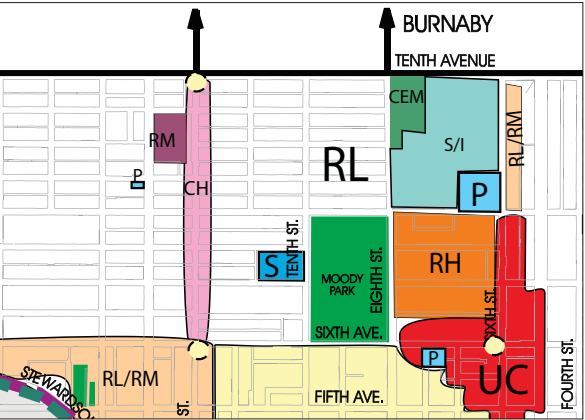 BURNABY
TENTH AVENUE
CEM
S/I
RL/RM
RM
RL
P
CH
P
TENTH ST.
S
MOODY
PARK
EIGHTH ST.
RH
SIXTH ST.
SIXTH AVE.
P
UC
FOURTH ST.
RL/RM
STEWARDSO
ST.
FIFTH AVE.